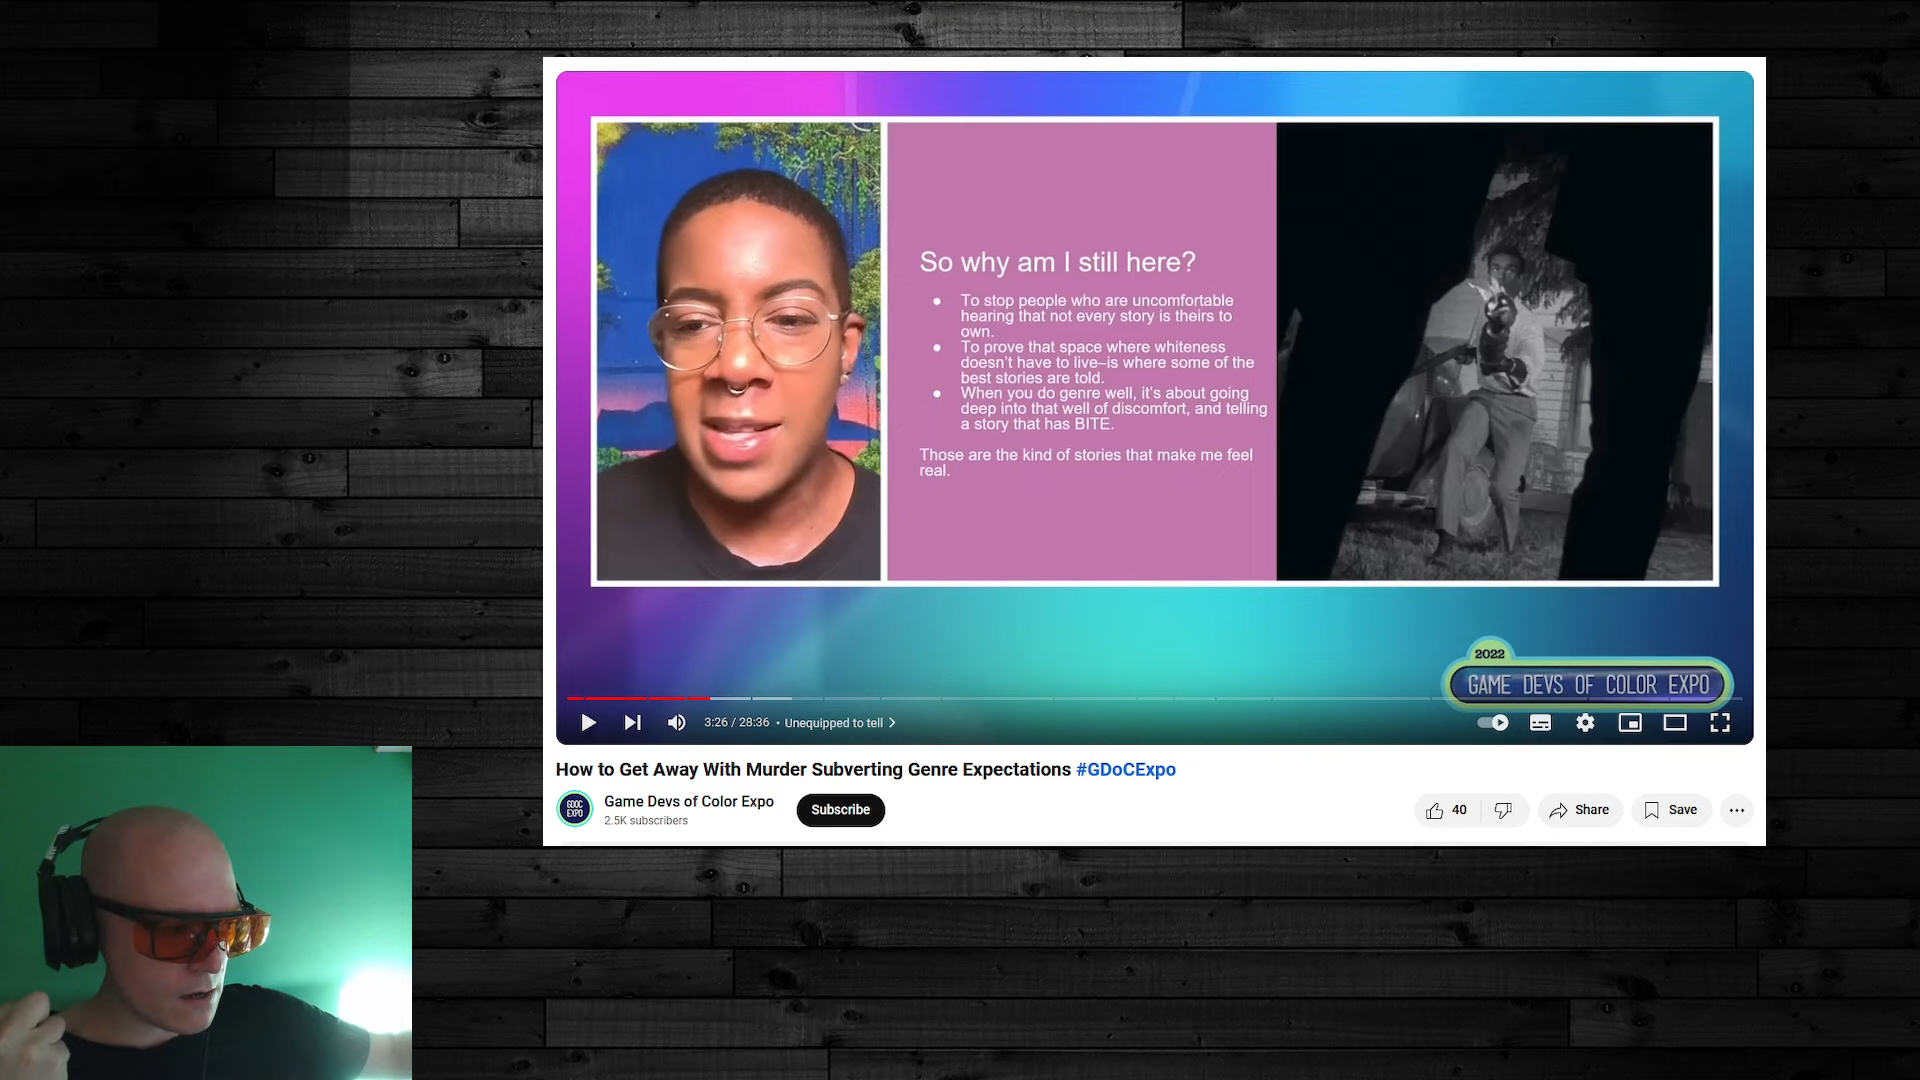 So why am I still here?
● To stop people who are uncomfortable
hearing that not every story is theirs to
own.
● To prove that space where whiteness
doesn't have to live–is where some of the
best stories are told.
● When you do genre well, it's about going
deep into that well of discomfort, and telling
a story that has BITE.
Those are the kind of stories that make me feel
real.
2022
GAME DEVS OF COLOR EXPO
3:26 / 28:36 • Unequipped to tell
How to Get Away With Murder Subverting Genre Expectations #GDoCExpo
GDOC
EXPO
Game Devs of Color Expo
2.5K subscribers
Subscribe
40
Share
Save